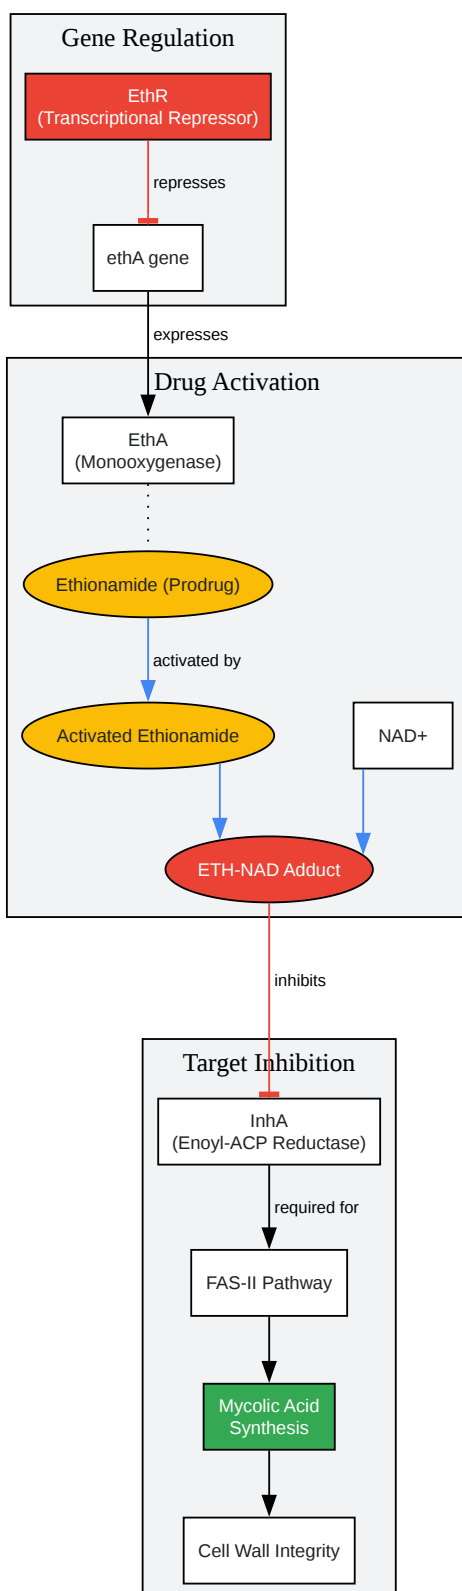 Gene Regulation
EthR
(Transcriptional Repressor)
represses
ethA gene
expresses
Drug Activation
EthA
(Monooxygenase)
Ethionamide (Prodrug)
activated by
Activated Ethionamide
NAD+
ETH-NAD Adduct
inhibits
Target Inhibition
InhA
(Enoyl-ACP Reductase)
required for
FAS-II Pathway
Mycolic Acid
Synthesis
Cell Wall Integrity